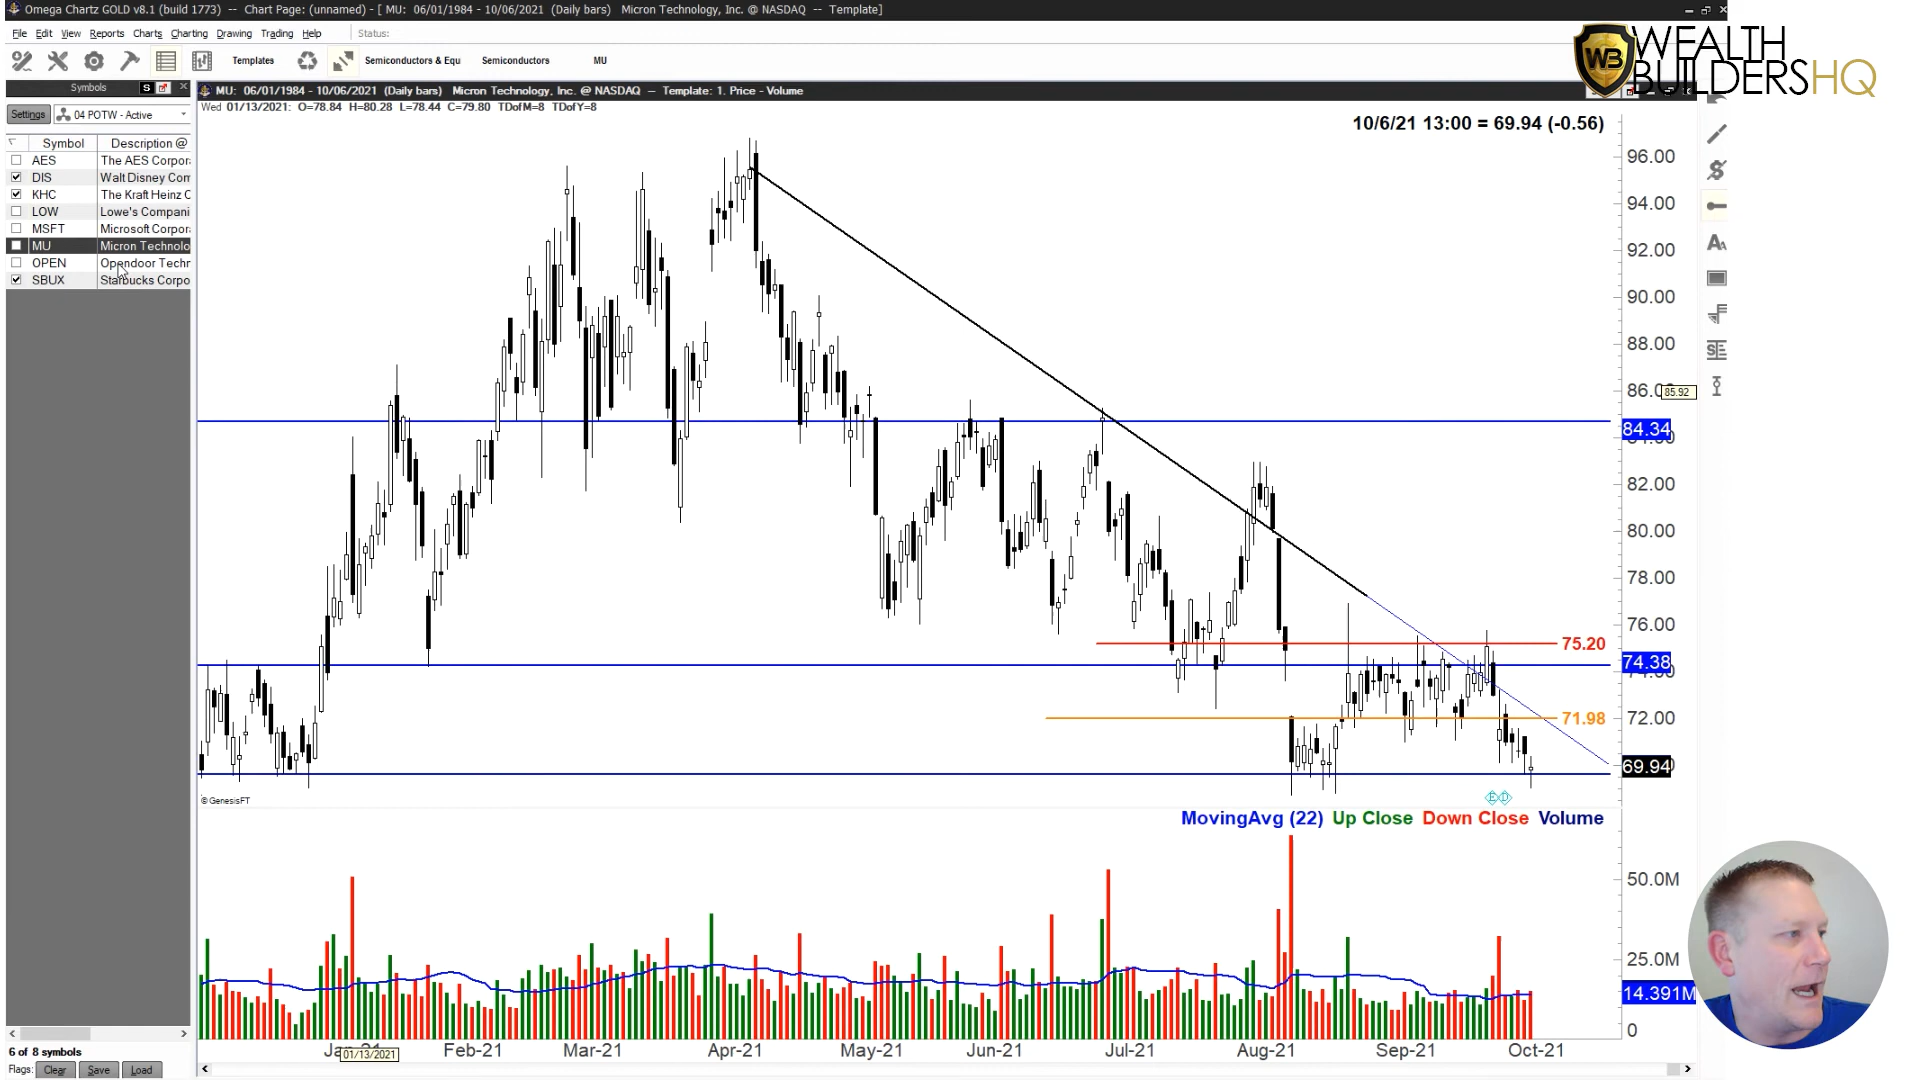 Omega Chartz GOLD v8.1 (build 1773) -- Chart Page: (unnamed) - [ MU: 06/01/1984 - 10/06/2021 (Daily bars) Micron Technology, Inc. @ NASDAQ -- Template]
File Edit View Reports Charts Charting Drawing Trading Help Status:
WEALTH
BUILDERSHQ
WB
Templates Semiconductors & Equ Semiconductors MU
Symbols S
MU: 06/01/1984 - 10/06/2021 (Daily bars) Micron Technology, Inc. @ NASDAQ -- Template: 1. Price - Volume
Wed 01/13/2021: O=78.84 H=80.28 L=78.44 C=79.80 TDofM=8 TDofY=8
Settings 04 POTW - Active
10/6/21 13:00 = 69.94 (-0.56)
Symbol Description @
AES The AES Corpor
DIS Walt Disney Com
KHC The Kraft Heinz C
LOW Lowe's Compani
MSFT Microsoft Corpor
MU Micron Technolo
OPEN Opendoor Techr
SBUX Starbucks Corpo
96.00
94.00
92.00
90.00
88.00
86.0
85.92
84.34
82.00
80.00
78.00
76.00
75.20
74.38
71.98
72.00
69.94
© GenesisFT
E D
MovingAvg (22) Up Close Down Close Volume
50.0M
25.0M
14.391M
0
01/13/2021 Feb-21 Mar-21 Apr-21 May-21 Jun-21 Jul-21 Aug-21 Sep-21 Oct-21
6 of 8 symbols
Flags: Clear Save Load